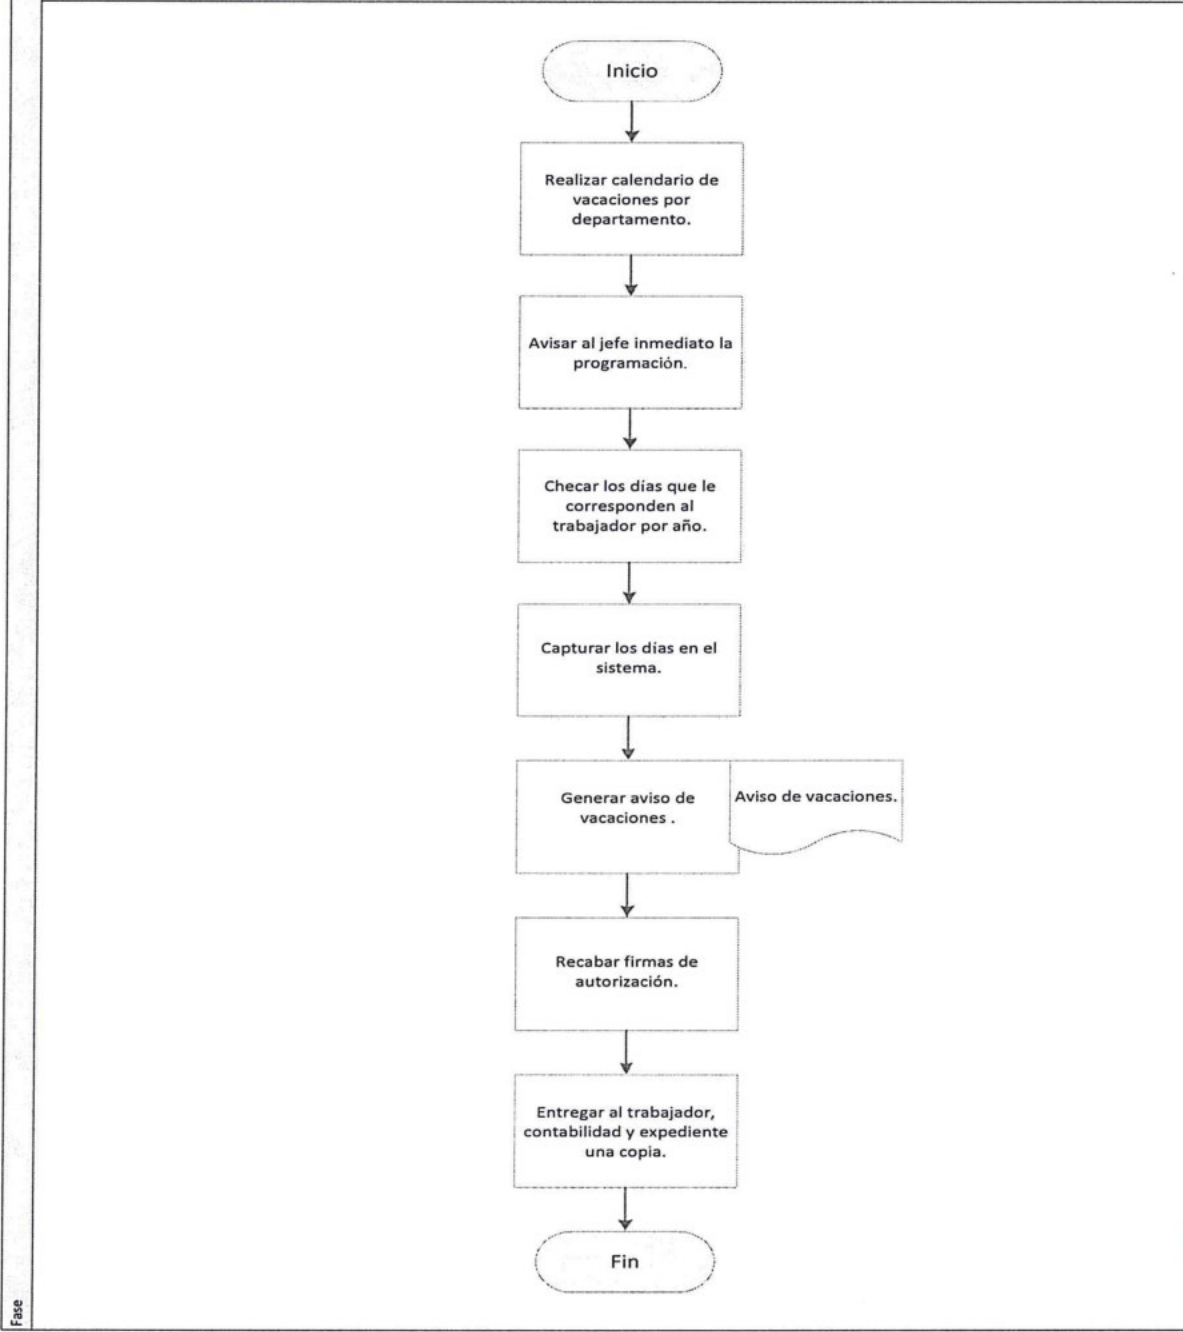 Inicio
Realizar calendario de
vacaciones por
departamento.
Avisar al jefe inmediato la
programación.
Checar los días que le
corresponden al
trabajador por año.
Capturar los días en el
sistema.
Generar aviso de
vacaciones .
Aviso de vacaciones.
Recabar firmas de
autorización.
Entregar al trabajador,
contabilidad y expediente
una copia.
Fin
Fase